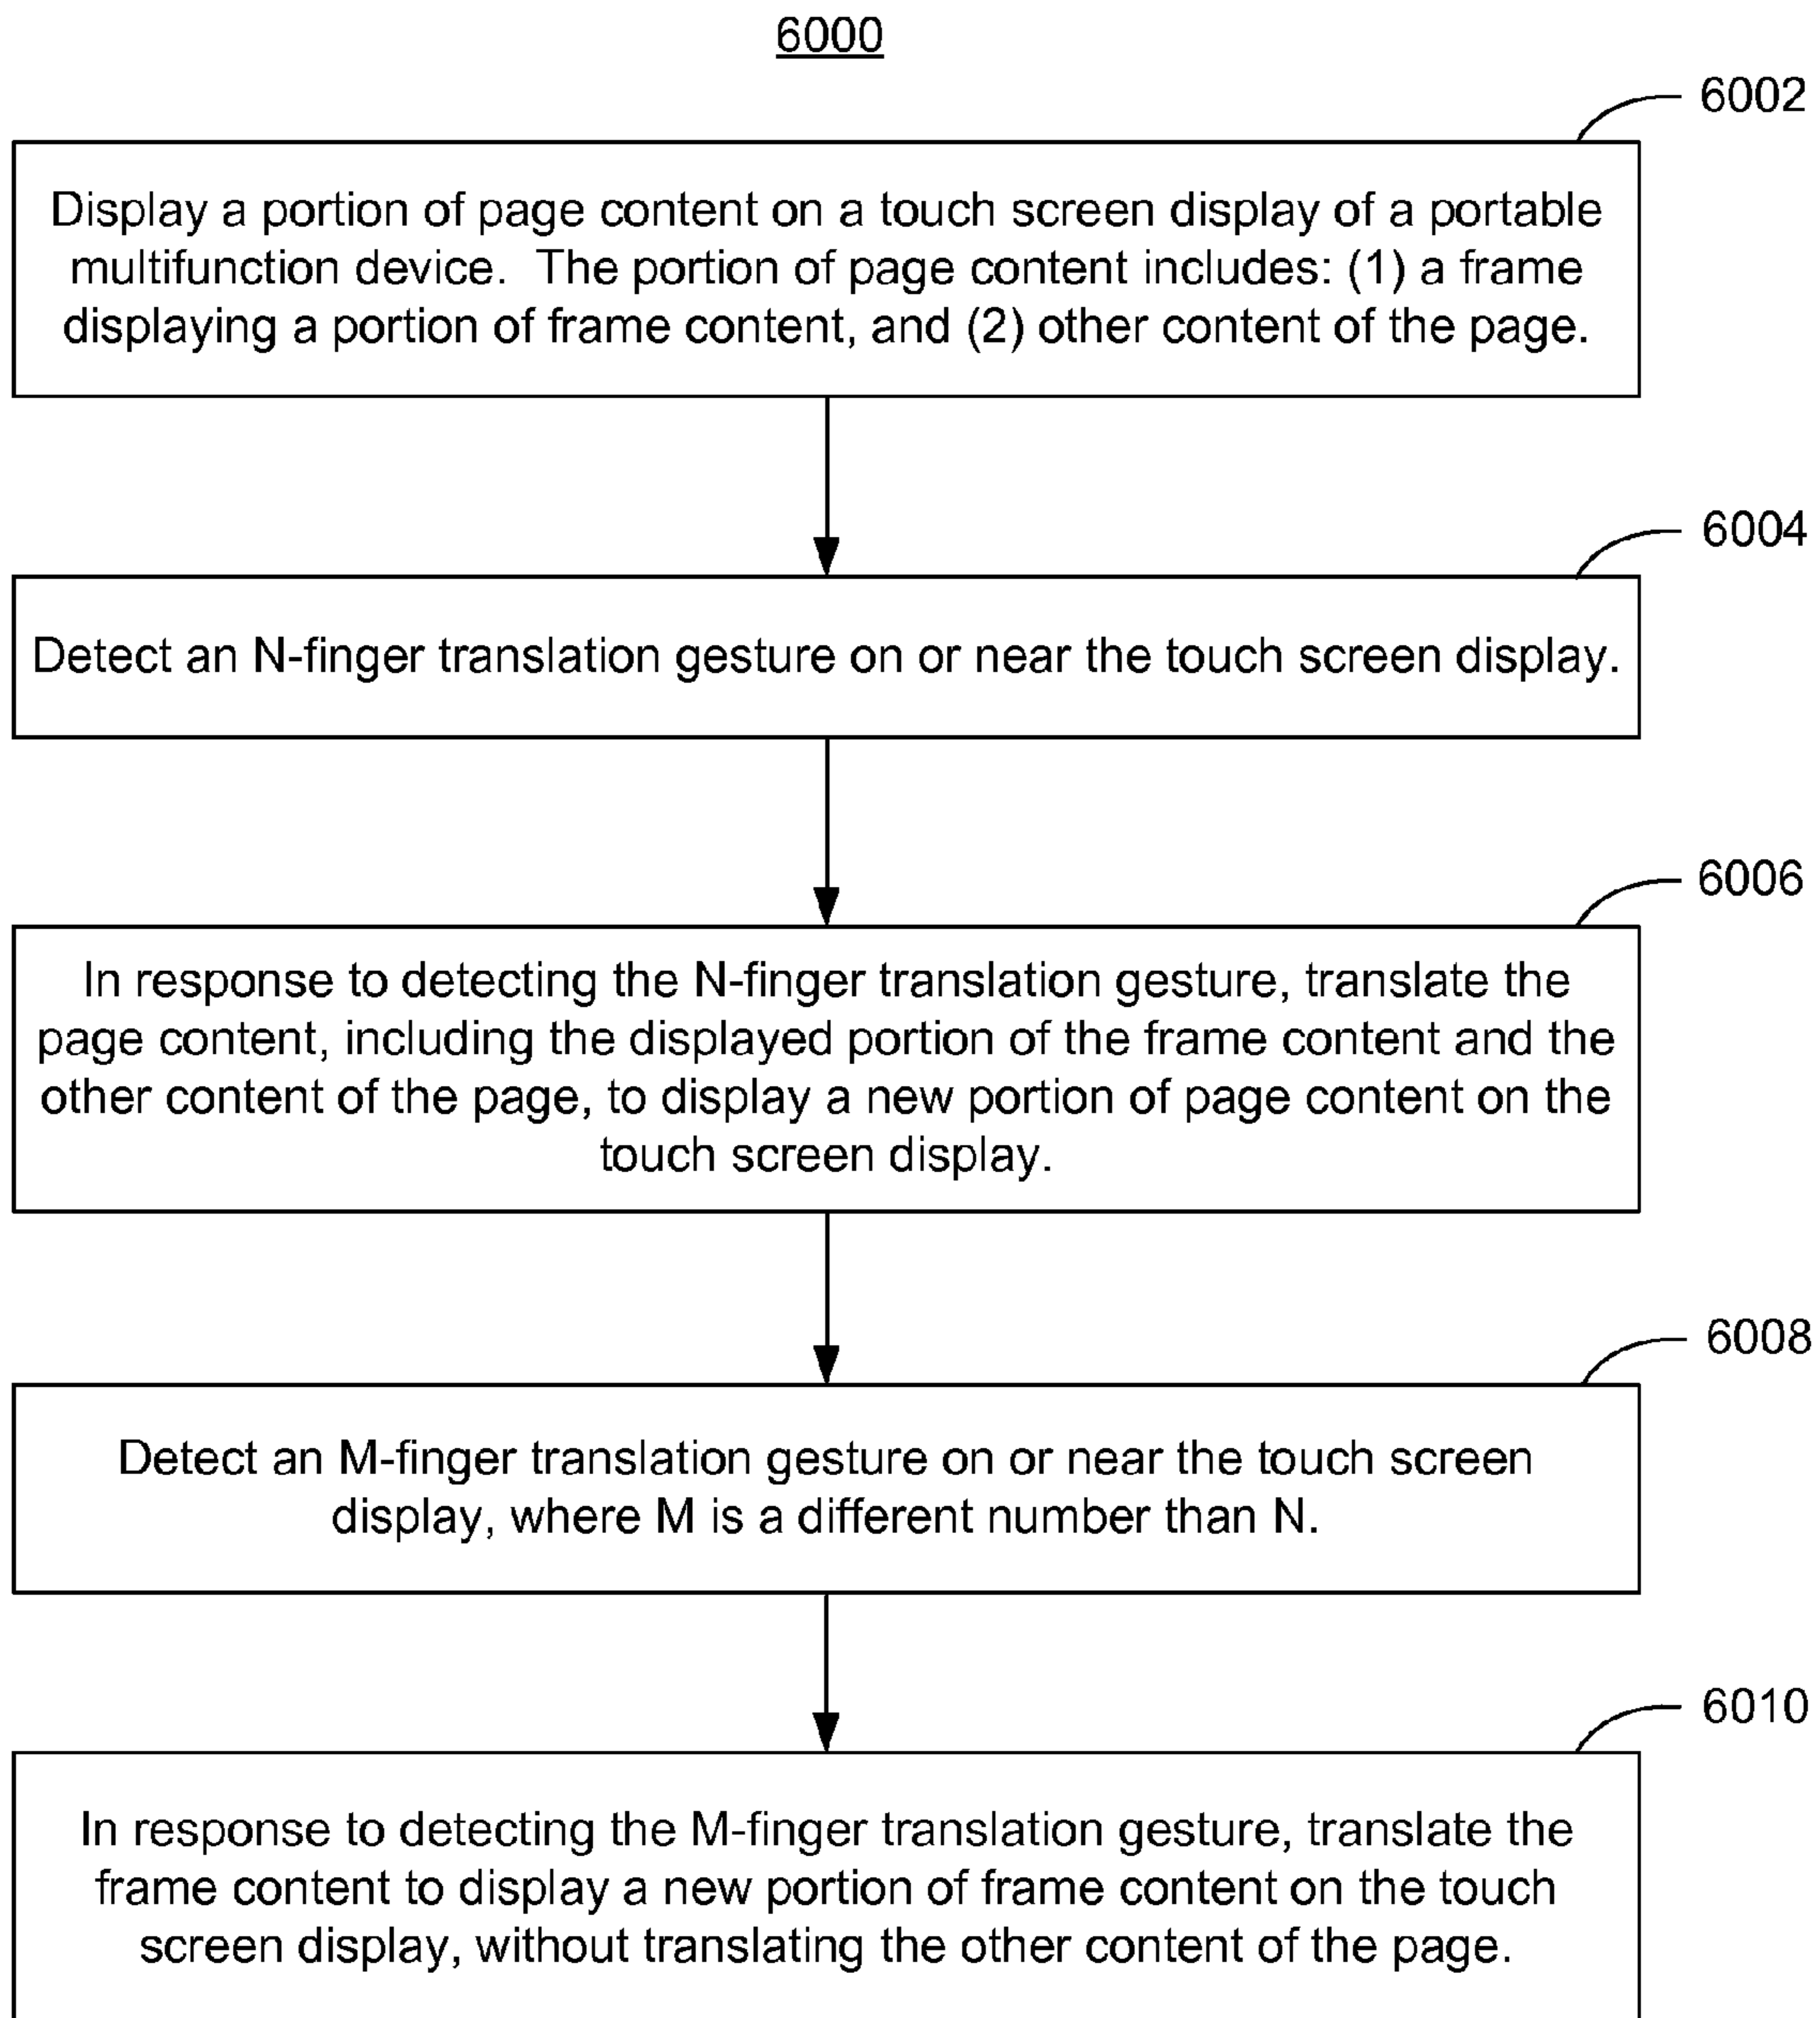 6000
6002
Display a portion of page content on a touch screen display of a portable
multifunction device.  The portion of page content includes: (1) a frame
displaying a portion of frame content, and (2) other content of the page.
6004
Detect an N-finger translation gesture on or near the touch screen display.
6006
In response to detecting the N-finger translation gesture, translate the
page content, including the displayed portion of the frame content and the
other content of the page, to display a new portion of page content on the
touch screen display.
6008
Detect an M-finger translation gesture on or near the touch screen
display, where M is a different number than N.
6010
In response to detecting the M-finger translation gesture, translate the
frame content to display a new portion of frame content on the touch
screen display, without translating the other content of the page.